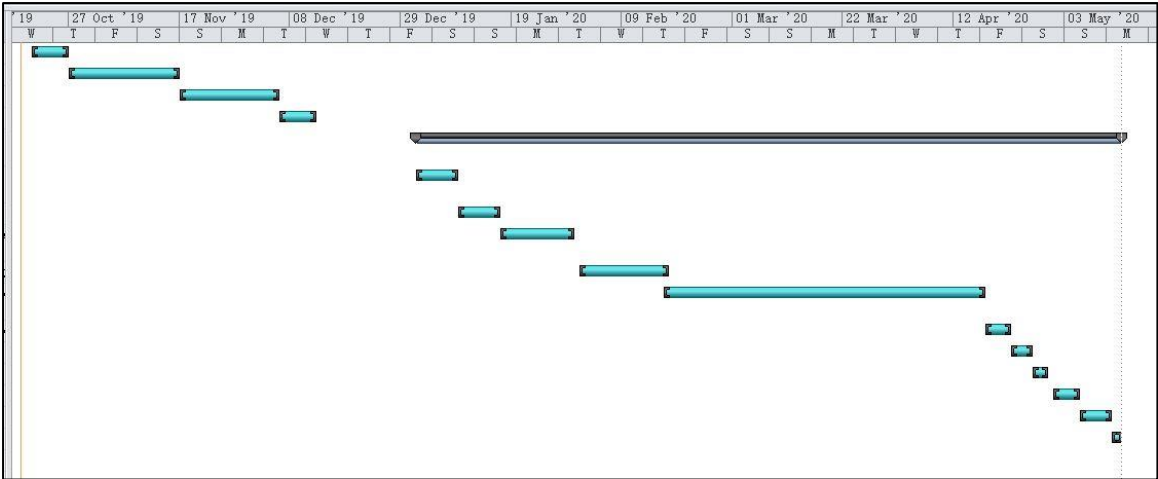 '19 27 Oct '19 17 Nov '19 08 Dec '19 29 Dec '19 19 Jan '20 09 Feb '20 01 Mar '20 22 Mar '20 12 Apr '20 03 May '20
W T F S S M T W T F S S M T W T F S S M T W T F S S M